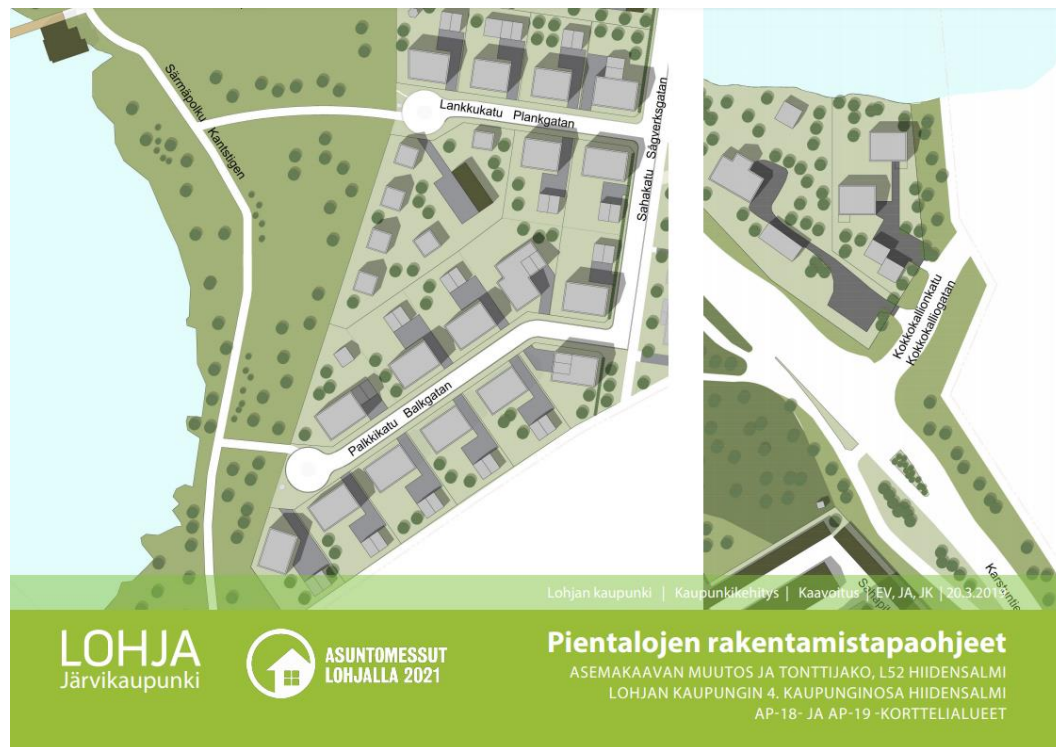 Särmäpolku Kantstigen
Lankkukatu Plankgatan
Sahakatu Sågverksgatan
Palkkikatu Balkgatan
Kokkokallionkatu
Kokkokalliogatan
Karstuntie
Lohjan kaupunki | Kaupunkikehitys | Kaavoitus | EV, JA, JK | 20.3.2019
LOHJA
Järvikaupunki
ASUNTOMESSUT
LOHJALLA 2021
Pientalojen rakentamistapaohjeet
ASEMAKAAVAN MUUTOS JA TONTTIJAKO, L52 HIIDENSALMI
LOHJAN KAUPUNGIN 4. KAUPUNGINOSA HIIDENSALMI
AP-18- JA AP-19 -KORTTELIALUEET